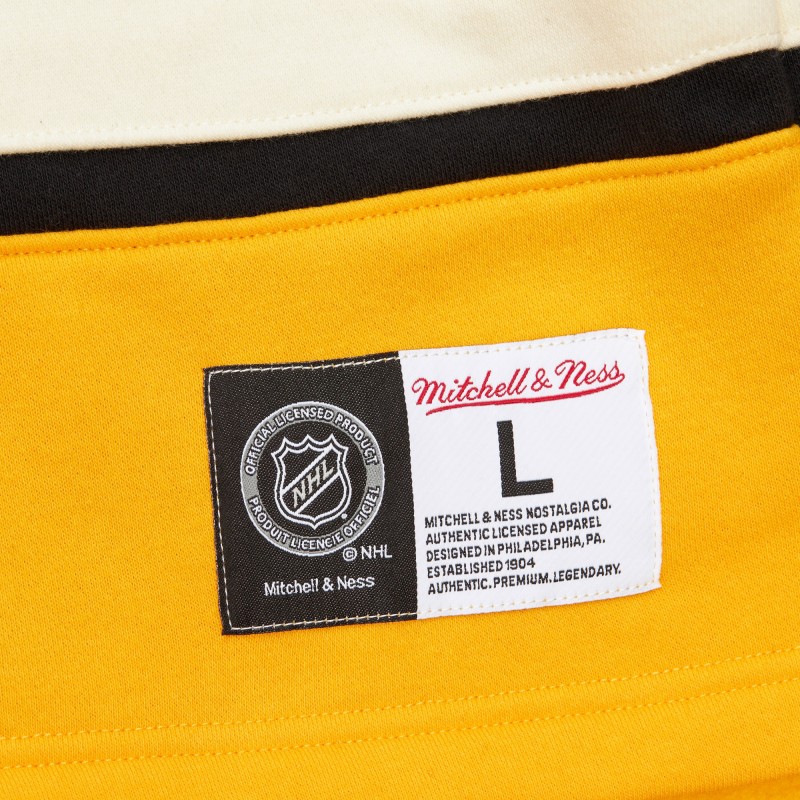 OFFICIAL LICENSED PRODUCT
NHL
PRODUIT LICENCIE OFFICIEL
© NHL
Mitchell & Ness
Mitchell & Ness
L
MITCHELL & NESS NOSTALGIA CO.
AUTHENTIC LICENSED APPAREL
DESIGNED IN PHILADELPHIA, PA.
ESTABLISHED 1904
AUTHENTIC. PREMIUM. LEGENDARY.